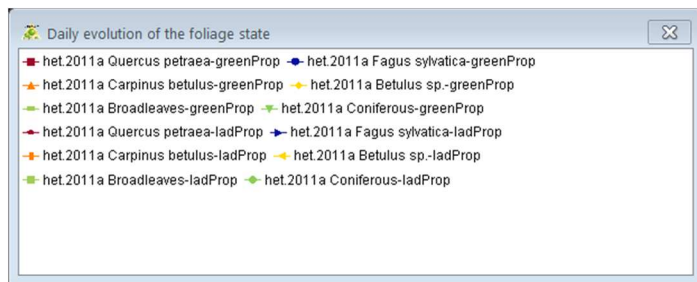 Daily evolution of the foliage state
het.2011a Quercus petraea-greenProp het.2011a Fagus sylvatica-greenProp
het.2011a Carpinus betulus-greenProp het.2011a Betulus sp.-greenProp
het.2011a Broadleaves-greenProp het.2011a Coniferous-greenProp
het.2011a Quercus petraea-ladProp het.2011a Fagus sylvatica-ladProp
het.2011a Carpinus betulus-ladProp het.2011a Betulus sp.-ladProp
het.2011a Broadleaves-ladProp het.2011a Coniferous-ladProp